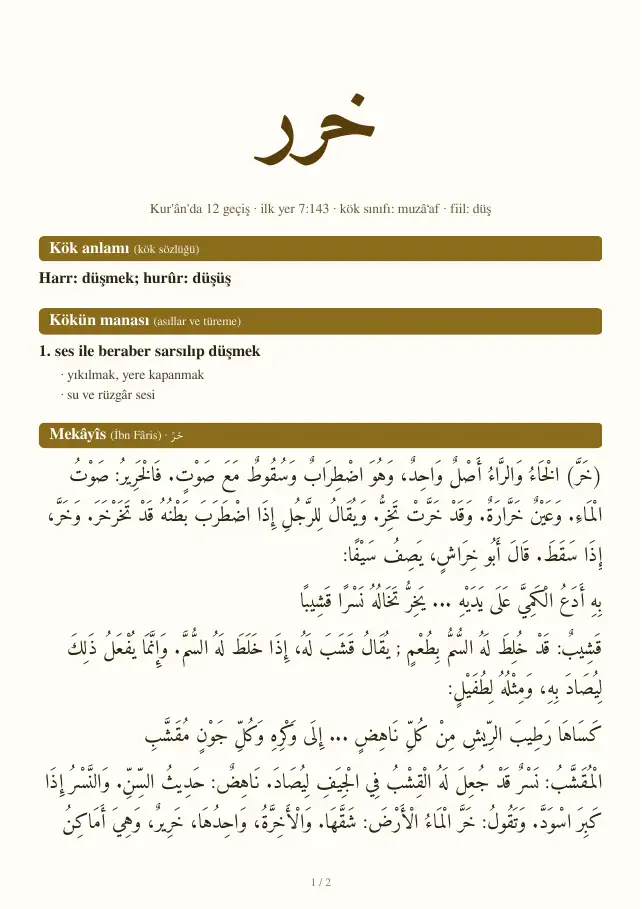 خرر
Kur'ân'da 12 geçiş · ilk yer 7:143 · kök sınıfı: muzâʿaf · fiil: düş
Kök anlamı (kök sözlüğü)
Harr: düşmek; hurûr: düşüş
Kökün manası (asıllar ve türeme)
1. ses ile beraber sarsılıp düşmek
· yıkılmak, yere kapanmak
· su ve rüzgâr sesi
Mekâyîs (İbn Fâris) · خَرَّ
(خَرَّ) الْخَاءُ وَالرَّاءُ أَصْلٌ وَاحِدٌ، وَهُوَ اضْطِرَابٌ وَسُقُوطٌ مَعَ صَوْتٍ. فَالْخَرِيرُ: صَوْتُ
الْمَاءِ. وَعَيْنٌ خَرَّارَةٌ. وَقَدْ خَرَّتْ تَخِرُّ. وَيُقَالُ لِلرَّجُلِ إِذَا اضْطَرَبَ بَطْنُهُ قَدْ تَخَرْخَرَ. وَخَرَّ،
إِذَا سَقَطَ. قَالَ أَبُو خِرَاشٍ، يَصِفُ سَيْفًا:
بِهِ أَدَعُ الْكَمِيَّ عَلَى يَدَيْهِ ... يَخِرُّ تَخَالُهُ نَسْرًا قَشِيبًا
قَشِيبٌ: قَدْ خُلِطَ لَهُ السُّمُّ بِطُعْمٍ ; يُقَالُ قَشَبَ لَهُ، إِذَا خَلَطَ لَهُ السُّمَّ. وَإِنَّمَا يُفْعَلُ ذَلِكَ
لِيُصَادَ بِهِ، وَمِثْلُهُ لِطُفَيْلٍ:
كَسَاهَا رَطِيبَ الرِّيشِ مِنْ كُلِّ نَاهِضٍ ... إِلَى وَكْرِهِ وَكُلِّ جَوْنٍ مُقَشَّبِ
الْمُقَشَّبُ: نَسْرٌ قَدْ جُعِلَ لَهُ الْقِشْبُ فِي الْجِيَفِ لِيُصَادَ. نَاهِضٌ: حَدِيثُ السِّنِّ. وَالنَّسْرُ إِذَا
كَبِرَ اسْوَدَّ. وَتَقُولُ: خَرَّ الْمَاءُ الْأَرْضَ: شَقَّهَا. وَالْأَخِرَّةُ، وَاحِدُهَا، خَرِيرٌ، وَهِيَ أَمَاكِنُ
1 / 2